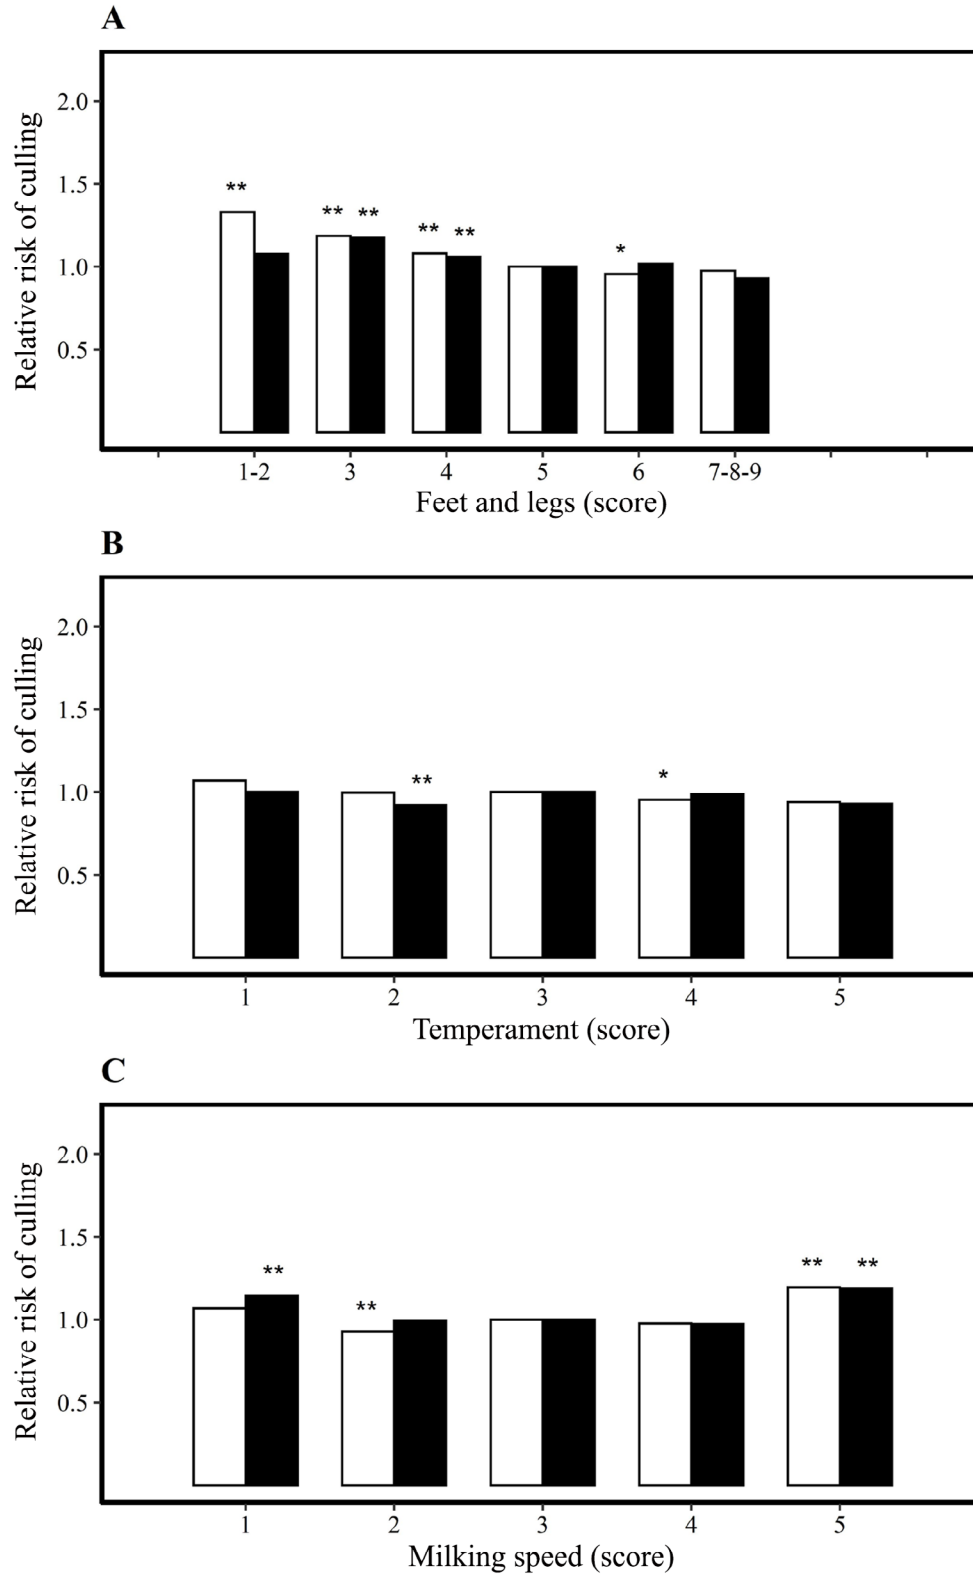 A
Relative risk of culling
2.0
1.5
1.0
0.5
**
** **
** **
*
1-2 3 4 5 6 7-8-9
Feet and legs (score)
B
Relative risk of culling
2.0
1.5
1.0
0.5
**
*
1 2 3 4 5
Temperament (score)
C
Relative risk of culling
2.0
1.5
1.0
0.5
**
**
** **
1 2 3 4 5
Milking speed (score)